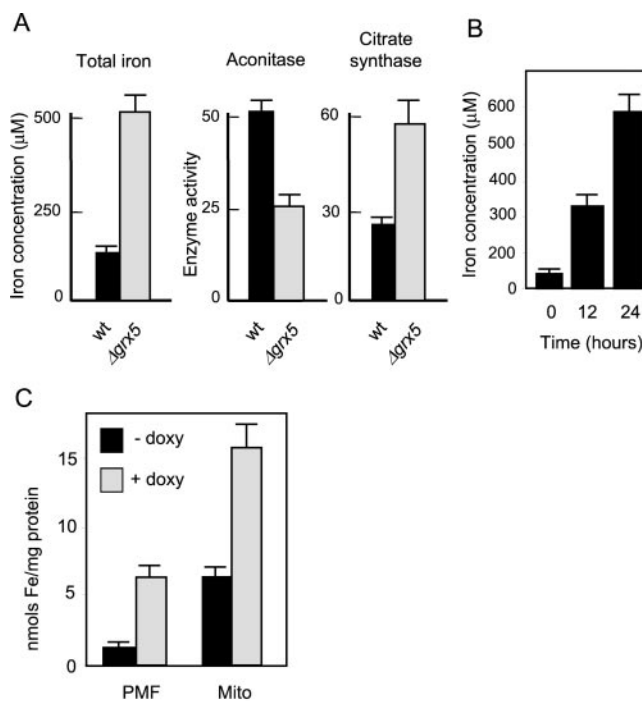 A
Total iron
Aconitase
Citrate
synthase
Iron concentration (μM)
500
250
0
wt
Δgrx5
Enzyme activity
50
25
0
wt
Δgrx5
60
30
0
wt
Δgrx5
B
Iron concentration (μM)
600
500
400
300
200
100
0
0 12 24
Time (hours)
C
nmols Fe/mg protein
15
10
5
0
- doxy
+ doxy
PMF Mito